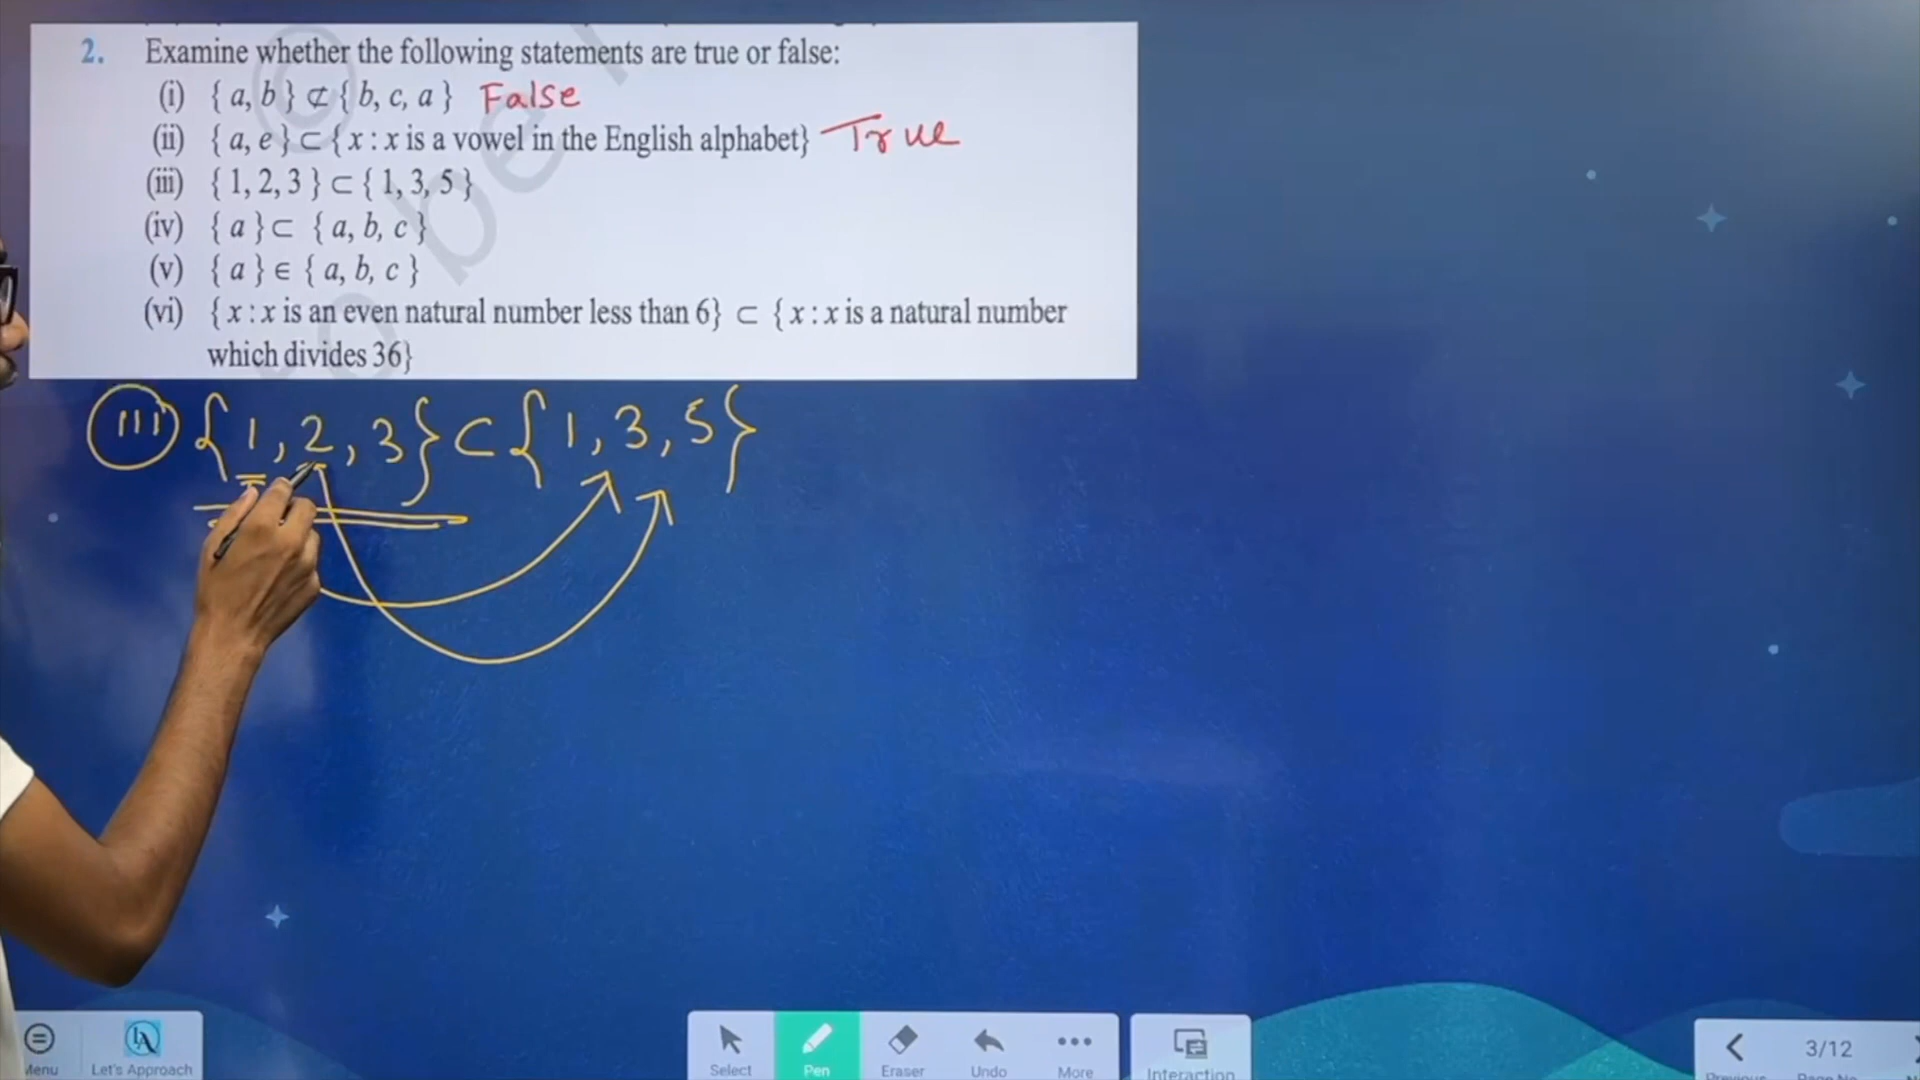 2. Examine whether the following statements are true or false:
(i) { a, b } ⊄ { b, c, a } False
(ii) { a, e } ⊂ { x : x is a vowel in the English alphabet} True
(iii) { 1, 2, 3 } ⊂ { 1, 3, 5 }
(iv) { a } ⊂ { a, b, c }
(v) { a } ∈ { a, b, c }
(vi) { x : x is an even natural number less than 6} ⊂ { x : x is a natural number
which divides 36}
III {1, 2, 3} ⊂ {1, 3, 5}
Menu Let's Approach Select Pen Eraser Undo More Interaction 3/12
Previous Page No.